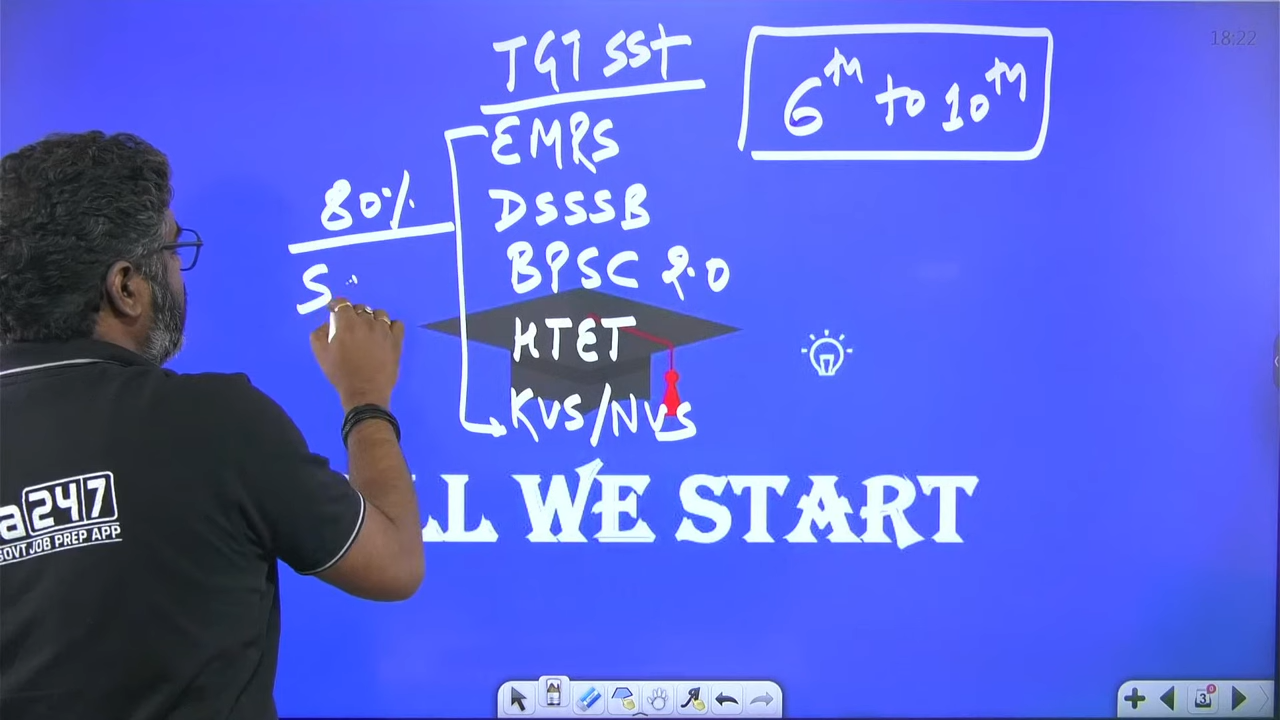 18:22
TGT SST
6th to 10th
EMRS
80%
DSSSB
BPSC 2.0
S
HTET
KVS/NVS
LL WE START
a247
GOVT JOB PREP APP
3